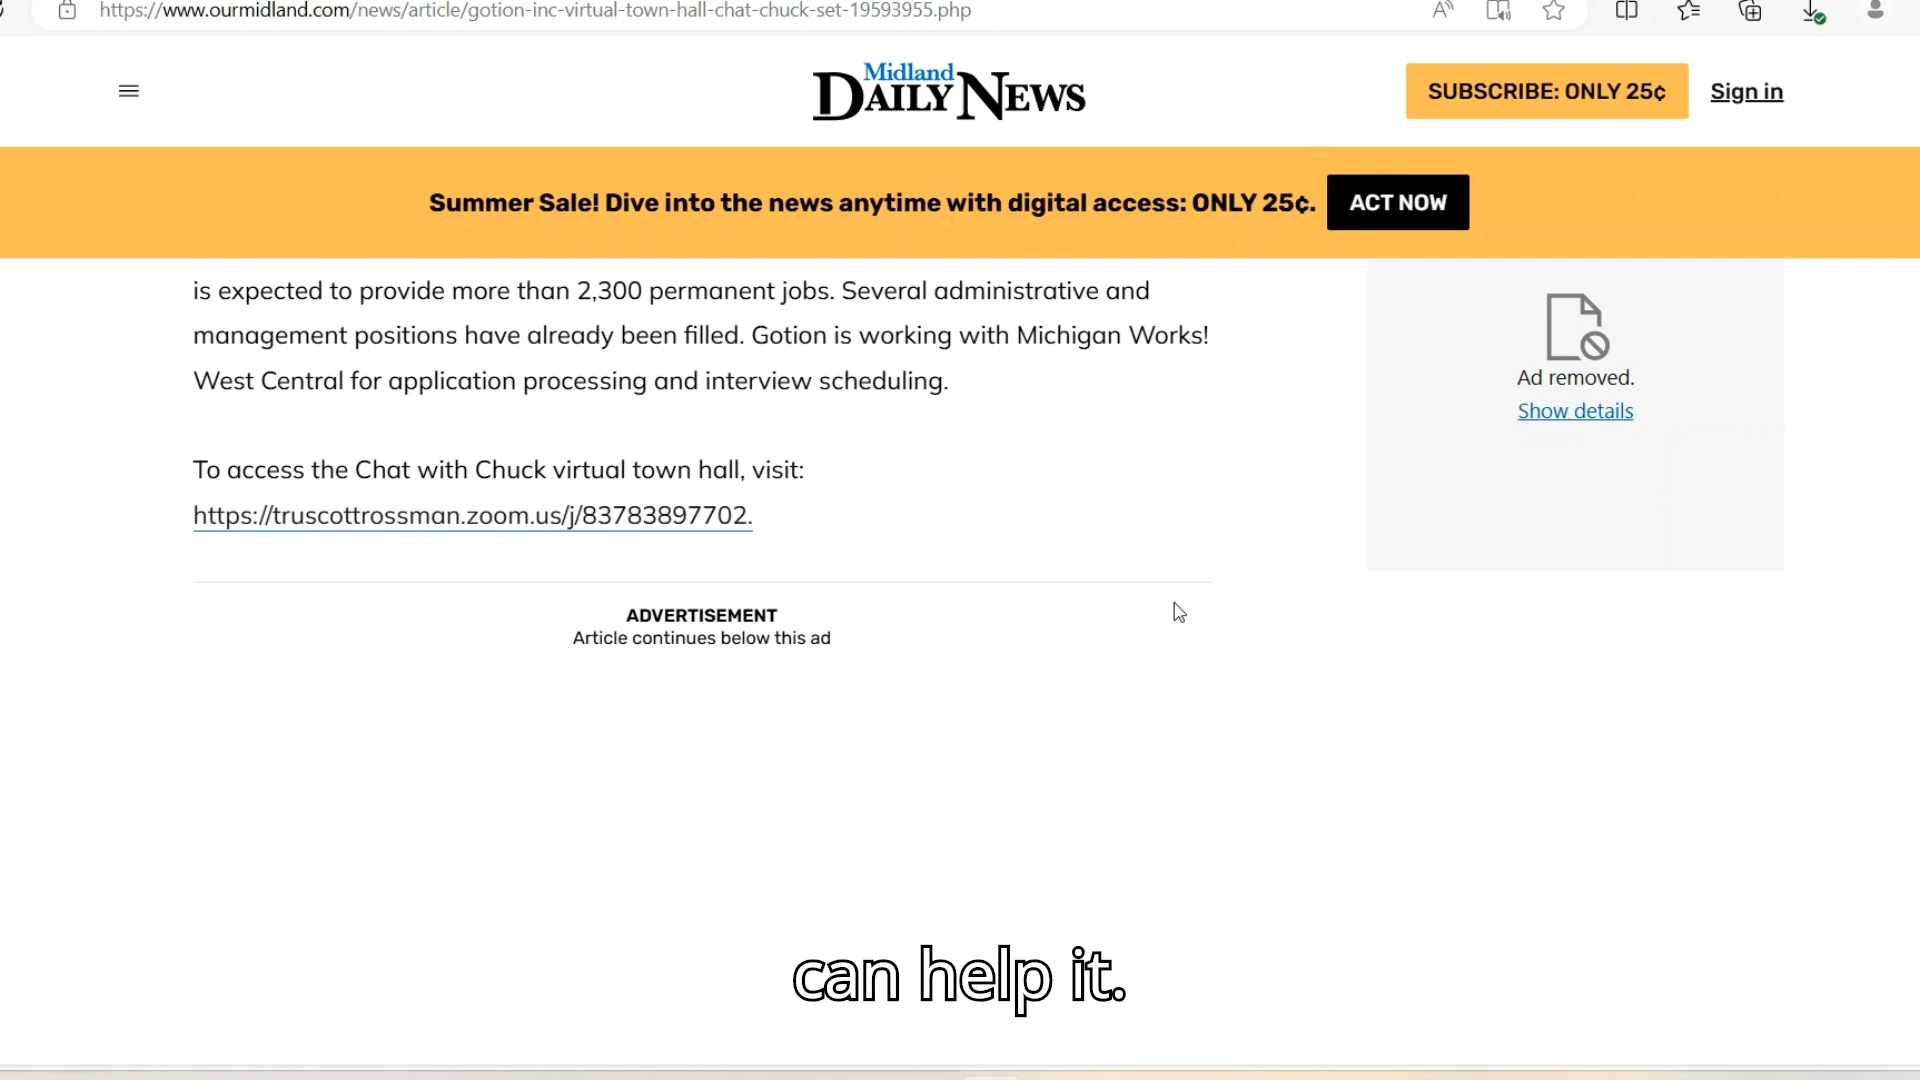 https://www.ourmidland.com/news/article/gotion-inc-virtual-town-hall-chat-chuck-set-19593955.php
Midland
DAILY NEWS
SUBSCRIBE: ONLY 25¢
Sign in
Summer Sale! Dive into the news anytime with digital access: ONLY 25¢.
ACT NOW
is expected to provide more than 2,300 permanent jobs. Several administrative and
management positions have already been filled. Gotion is working with Michigan Works!
West Central for application processing and interview scheduling.
Ad removed.
Show details
To access the Chat with Chuck virtual town hall, visit:
https://truscottrossman.zoom.us/j/83783897702.
ADVERTISEMENT
Article continues below this ad
can help it.